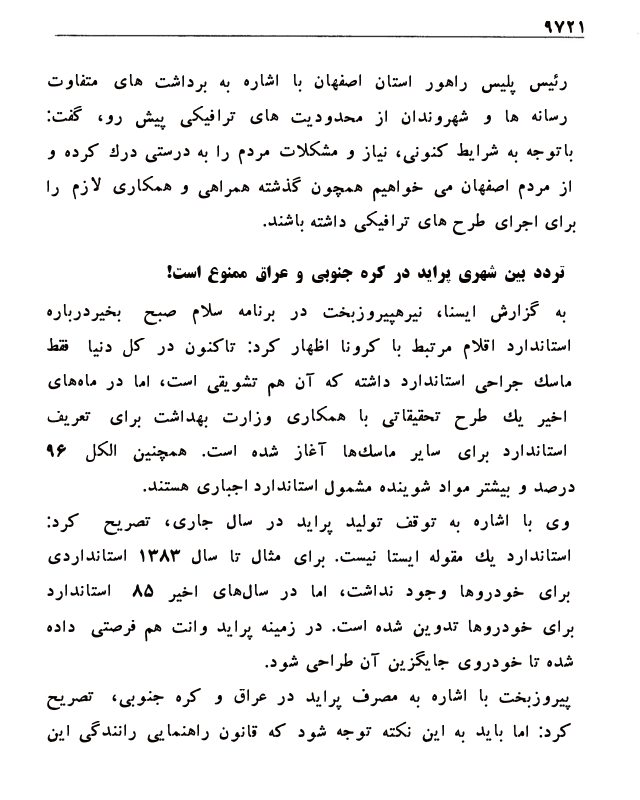 ۹۷۲۱
رئیس پلیس راهور استان اصفهان با اشاره به برداشت های متفاوت
رسانه ها و شهروندان از محدودیت های ترافیکی پیش رو، گفت:
باتوجه به شرایط کنونی، نیاز و مشکلات مردم را به درستی درك کرده و
از مردم اصفهان می خواهیم همچون گذشته همراهی و همکاری لازم را
برای اجرای طرح های ترافیکی داشته باشند.
تردد بین شهری پراید در کره جنوبی و عراق ممنوع است!
به گزارش ایسنا، نیرهپیروزبخت در برنامه سلام صبح بخیردرباره
استاندارد اقلام مرتبط با کرونا اظهار کرد: تاکنون در کل دنیا فقط
ماسك جراحی استاندارد داشته که آن هم تشویقی است، اما در ماه‌های
اخیر یك طرح تحقیقاتی با همکاری وزارت بهداشت برای تعریف
استاندارد برای سایر ماسك‌ها آغاز شده است. همچنین الکل ۹۶
درصد و بیشتر مواد شوینده مشمول استاندارد اجباری هستند.
وی با اشاره به توقف تولید پراید در سال جاری، تصریح کرد:
استاندارد یك مقوله ایستا نیست. برای مثال تا سال ۱۳۸۳ استانداردی
برای خودروها وجود نداشت، اما در سال‌های اخیر ۸۵ استاندارد
برای خودروها تدوین شده است. در زمینه پراید وانت هم فرصتی داده
شده تا خودروی جایگزین آن طراحی شود.
پیروزبخت با اشاره به مصرف پراید در عراق و کره جنوبی، تصریح
کرد: اما باید به این نکته توجه شود که قانون راهنمایی رانندگی این